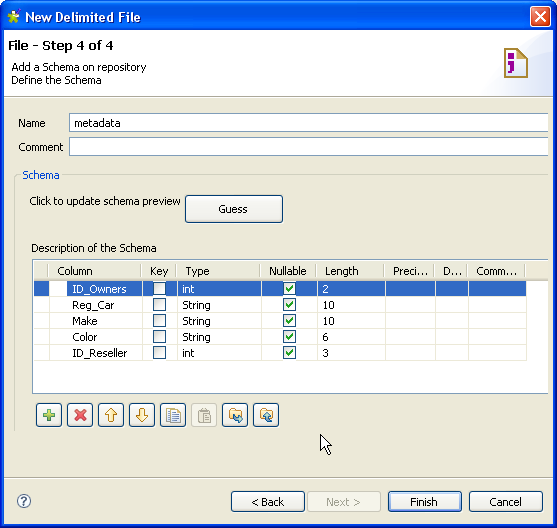 New Delimited File
File - Step 4 of 4
Add a Schema on repository
Define the Schema
Name metadata
Comment
Schema
Click to update schema preview Guess
Description of the Schema
Column Key Type Nullable Length Preci... D... Comm...
ID_Owners int 2
Reg_Car String 10
Make String 10
Color String 6
ID_Reseller int 3
< Back Next > Finish Cancel